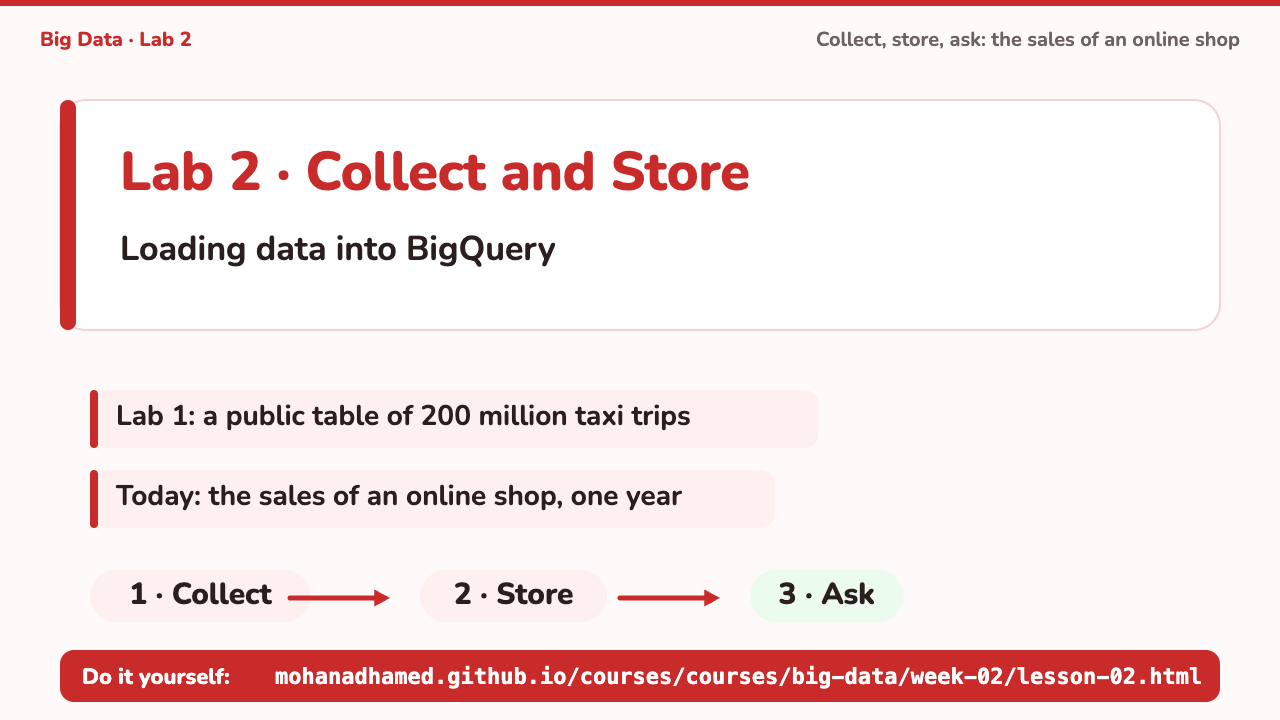 Big Data · Lab 2
Collect, store, ask: the sales of an online shop
Lab 2 · Collect and Store
Loading data into BigQuery
Lab 1: a public table of 200 million taxi trips
Today: the sales of an online shop, one year
1 · Collect
2 · Store
3 · Ask
Do it yourself: mohanadhamed.github.io/courses/courses/big-data/week-02/lesson-02.html